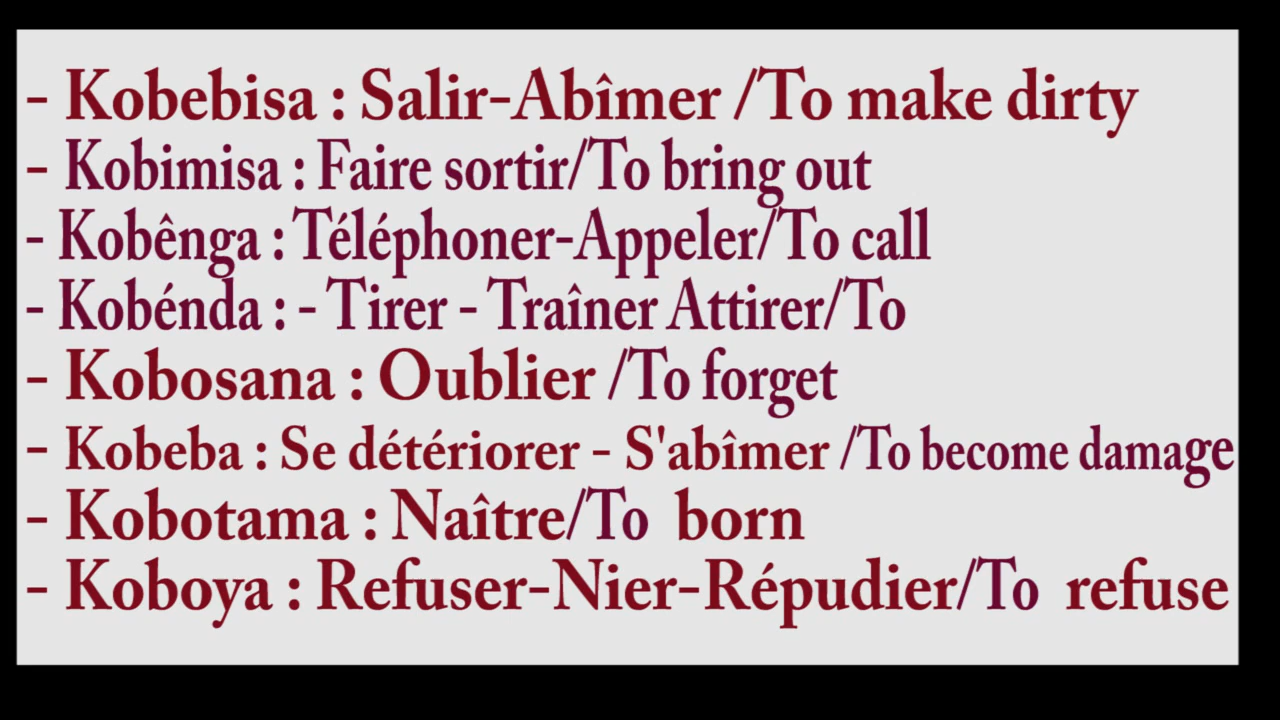 - Kobebisa : Salir-Abîmer /To make dirty
- Kobimisa : Faire sortir/To bring out
- Kobênga : Téléphoner-Appeler/To call
- Kobénda : - Tirer - Traîner Attirer/To
- Kobosana : Oublier /To forget
- Kobeba : Se détériorer - S'abîmer /To become damage
- Kobotama : Naître/To born
- Koboya : Refuser-Nier-Répudier/To refuse